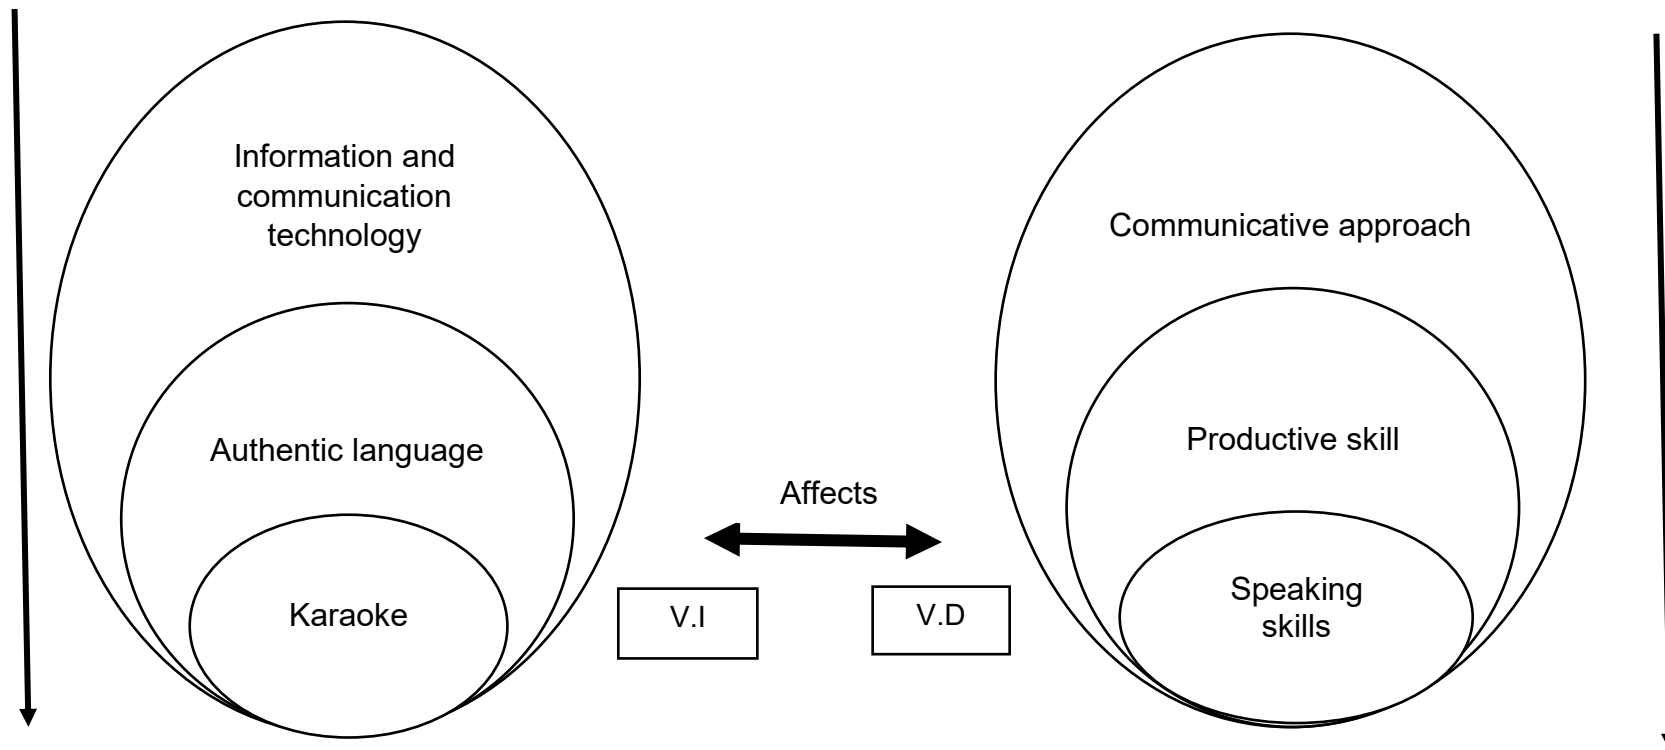 Information and
communication
technology
Authentic language
Karaoke
Affects
V.I
V.D
Communicative approach
Productive skill
Speaking
skills